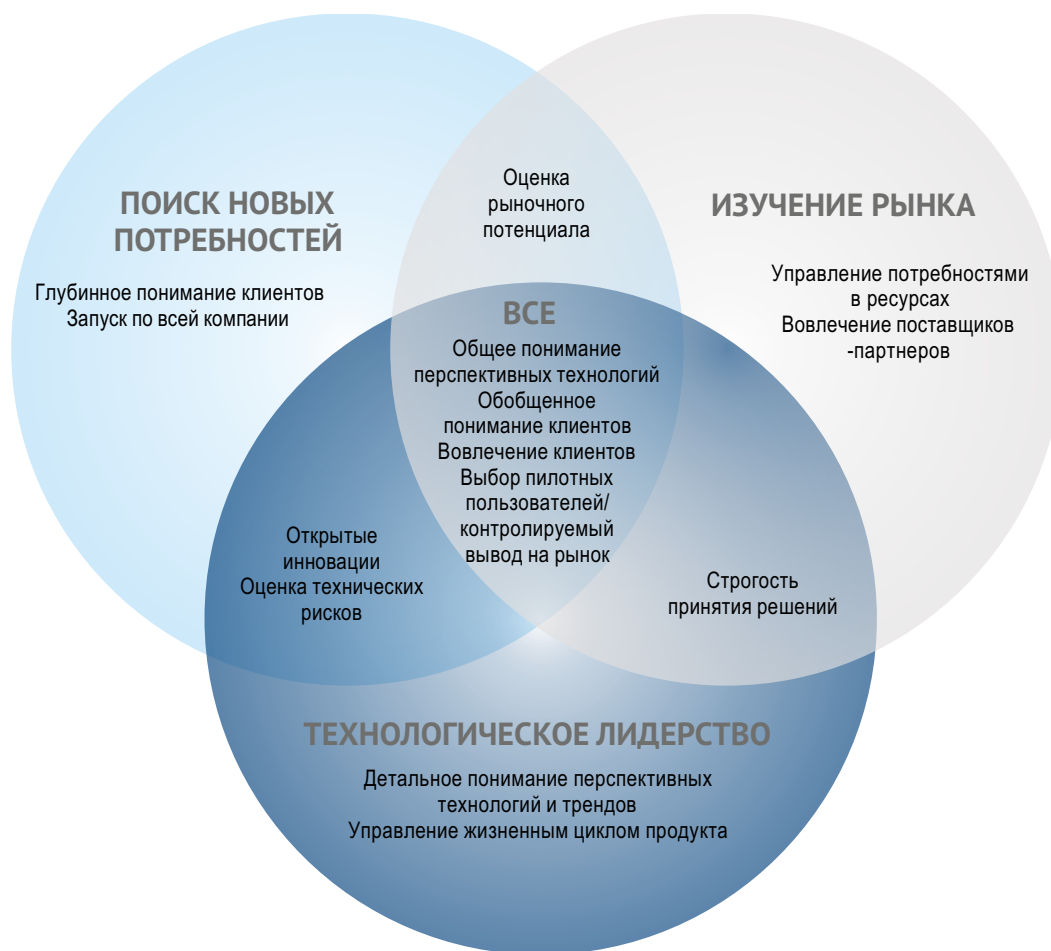 ПОИСК НОВЫХ
ПОТРЕБНОСТЕЙ
Глубинное понимание клиентов
Запуск по всей компании
Оценка
рыночного
потенциала
ИЗУЧЕНИЕ РЫНКА
Управление потребностями
в ресурсах
Вовлечение поставщиков
-партнеров
ВСЕ
Общее понимание
перспективных технологий
Обобщенное
понимание клиентов
Вовлечение клиентов
Выбор пилотных
пользователей/
контролируемый
вывод на рынок
Открытые
инновации
Оценка технических
рисков
Строгость
принятия решений
ТЕХНОЛОГИЧЕСКОЕ ЛИДЕРСТВО
Детальное понимание перспективных
технологий и трендов
Управление жизненным циклом продукта